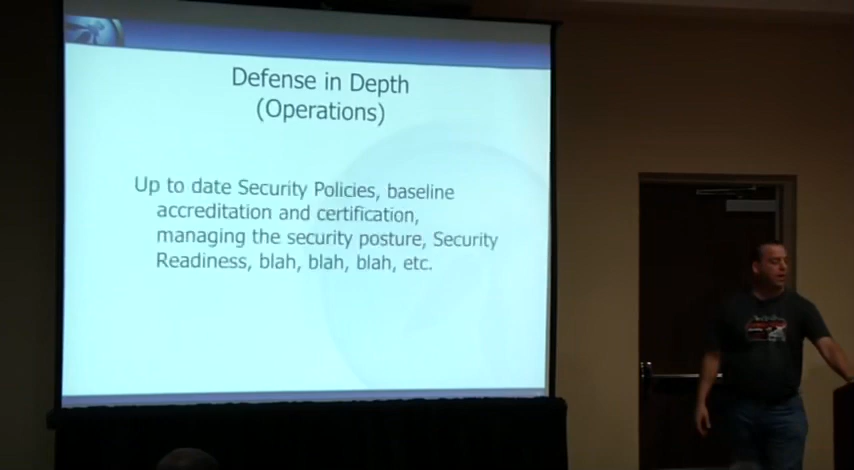 Defense in Depth
(Operations)
Up to date Security Policies, baseline
accreditation and certification,
managing the security posture, Security
Readiness, blah, blah, blah, etc.